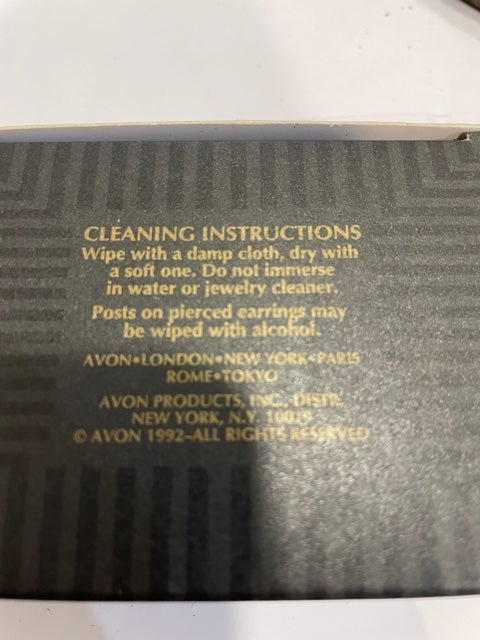 CLEANING INSTRUCTIONS
Wipe with a damp cloth, dry with
a soft one. Do not immerse
in water or jewelry cleaner.
Posts on pierced earrings may
be wiped with alcohol.
AVON•LONDON•NEW YORK•PARIS
ROME•TOKYO
AVON PRODUCTS, INC., DISTR.
NEW YORK, N.Y. 10019
© AVON 1992–ALL RIGHTS RESERVED